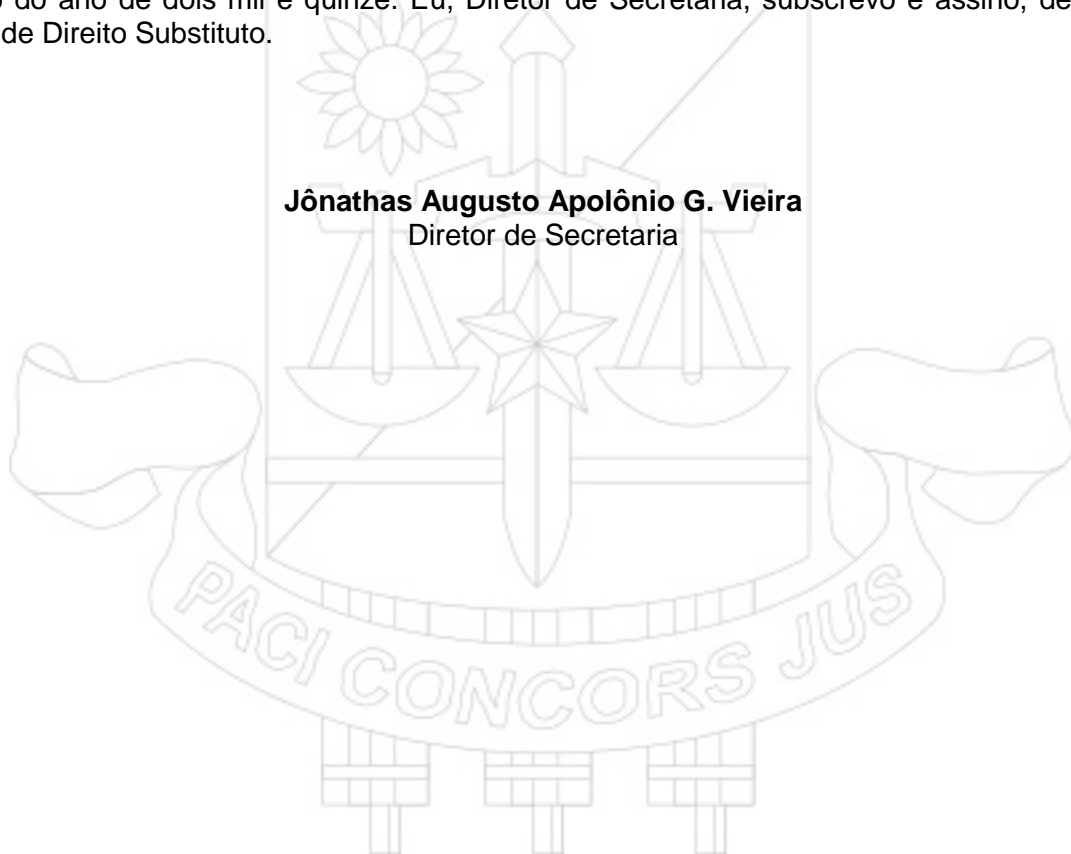 do ano de dois mil e quinze. Eu, Diretor de Secretaria, subscrevo e assino, de
de Direito Substituto.
Jônathas Augusto Apolônio G. Vieira
Diretor de Secretaria
PACI CONCORS JUS